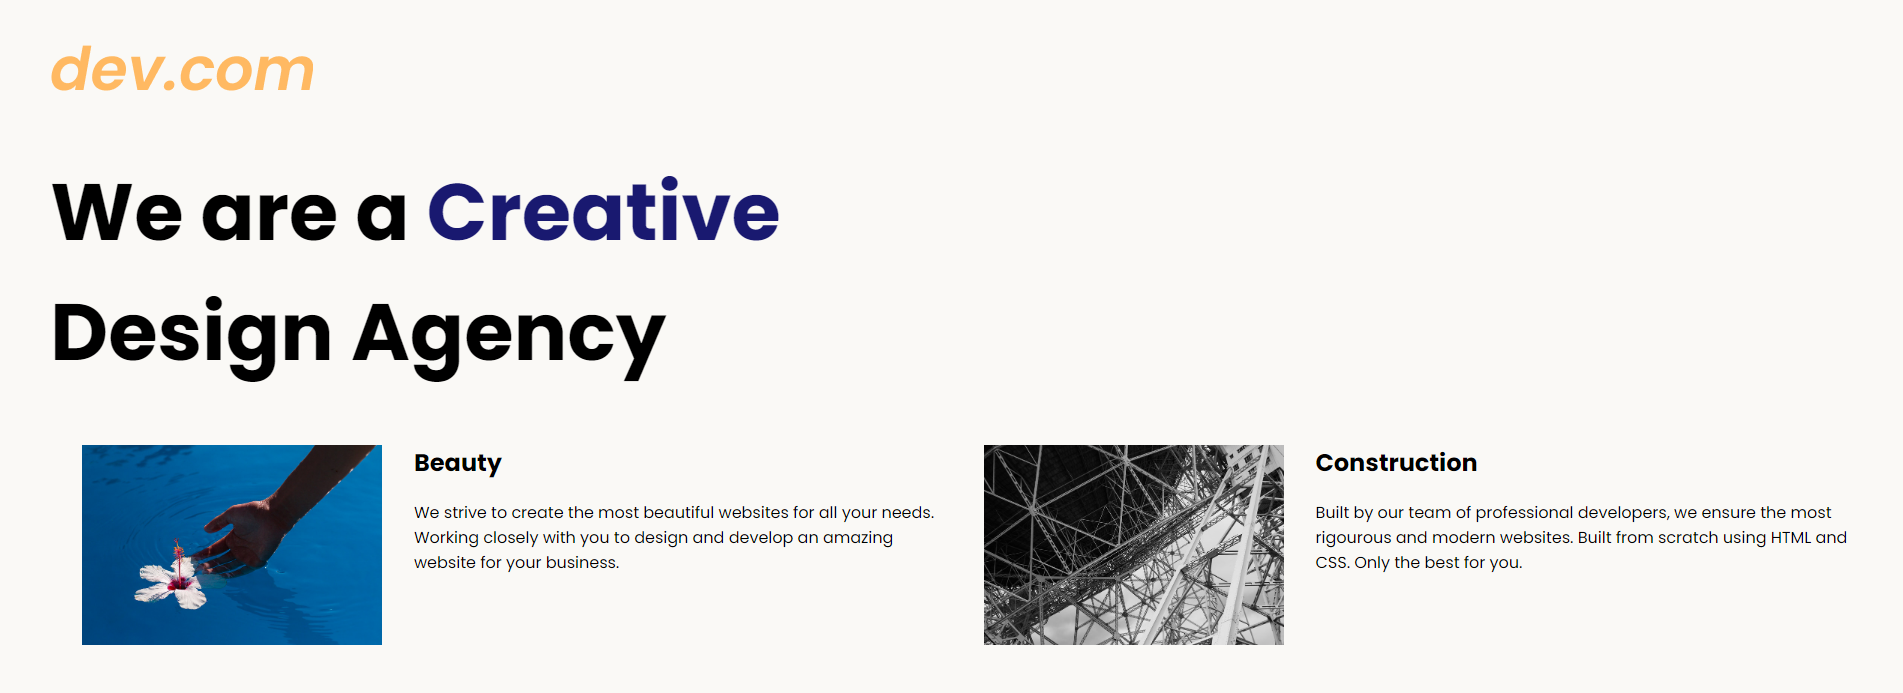 dev.com
We are a Creative
Design Agency
Beauty
We strive to create the most beautiful websites for all your needs.
Working closely with you to design and develop an amazing
website for your business.
Construction
Built by our team of professional developers, we ensure the most
rigourous and modern websites. Built from scratch using HTML and
CSS. Only the best for you.